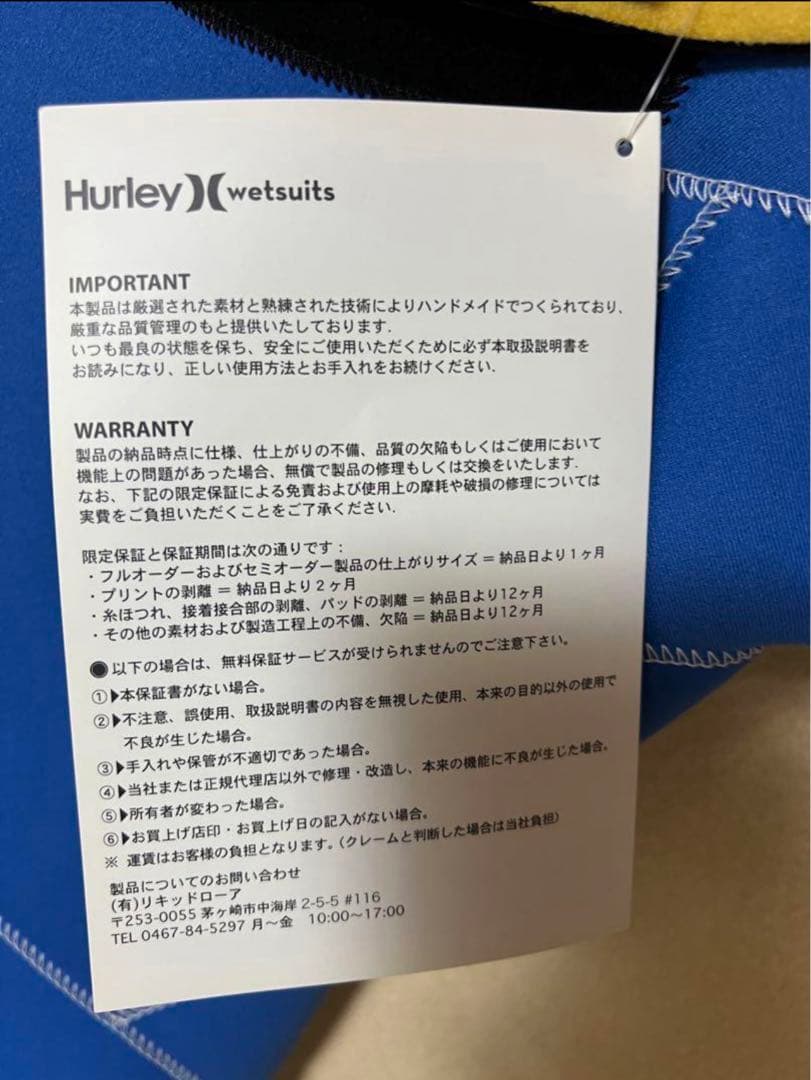 Hurley )( wetsuits
IMPORTANT
本製品は厳選された素材と熟練された技術によりハンドメイドでつくられており、
厳重な品質管理のもと提供いたしております.
いつも最良の状態を保ち、安全にご使用いただくために必ず本取扱説明書を
お読みになり、正しい使用方法とお手入れをお続けください.
WARRANTY
製品の納品時点に仕様、仕上がりの不備、品質の欠陥もしくはご使用において
機能上の問題があった場合、無償で製品の修理もしくは交換をいたします.
なお、下記の限定保証による免責および使用上の摩耗や破損の修理については
実費をご負担いただくことをご了承ください.
限定保証と保証期間は次の通りです：
・フルオーダーおよびセミオーダー製品の仕上がりサイズ = 納品日より1ヶ月
・プリントの剥離 = 納品日より2ヶ月
・糸ほつれ、接着接合部の剥離、パッドの剥離 = 納品日より12ヶ月
・その他の素材および製造工程上の不備、欠陥 = 納品日より12ヶ月
●以下の場合は、無料保証サービスが受けられませんのでご注意下さい。
①▶本保証書がない場合。
②▶不注意、誤使用、取扱説明書の内容を無視した使用、本来の目的以外の使用で
不良が生じた場合。
③▶手入れや保管が不適切であった場合。
④▶当社または正規代理店以外で修理・改造し、本来の機能に不良が生じた場合。
⑤▶所有者が変わった場合。
⑥▶お買上げ店印・お買上げ日の記入がない場合。
※ 運賃はお客様の負担となります。(クレームと判断した場合は当社負担)
製品についてのお問い合わせ
(有)リキッドローア
〒253-0055 茅ヶ崎市中海岸 2-5-5 #116
TEL 0467-84-5297 月～金 10:00～17:00